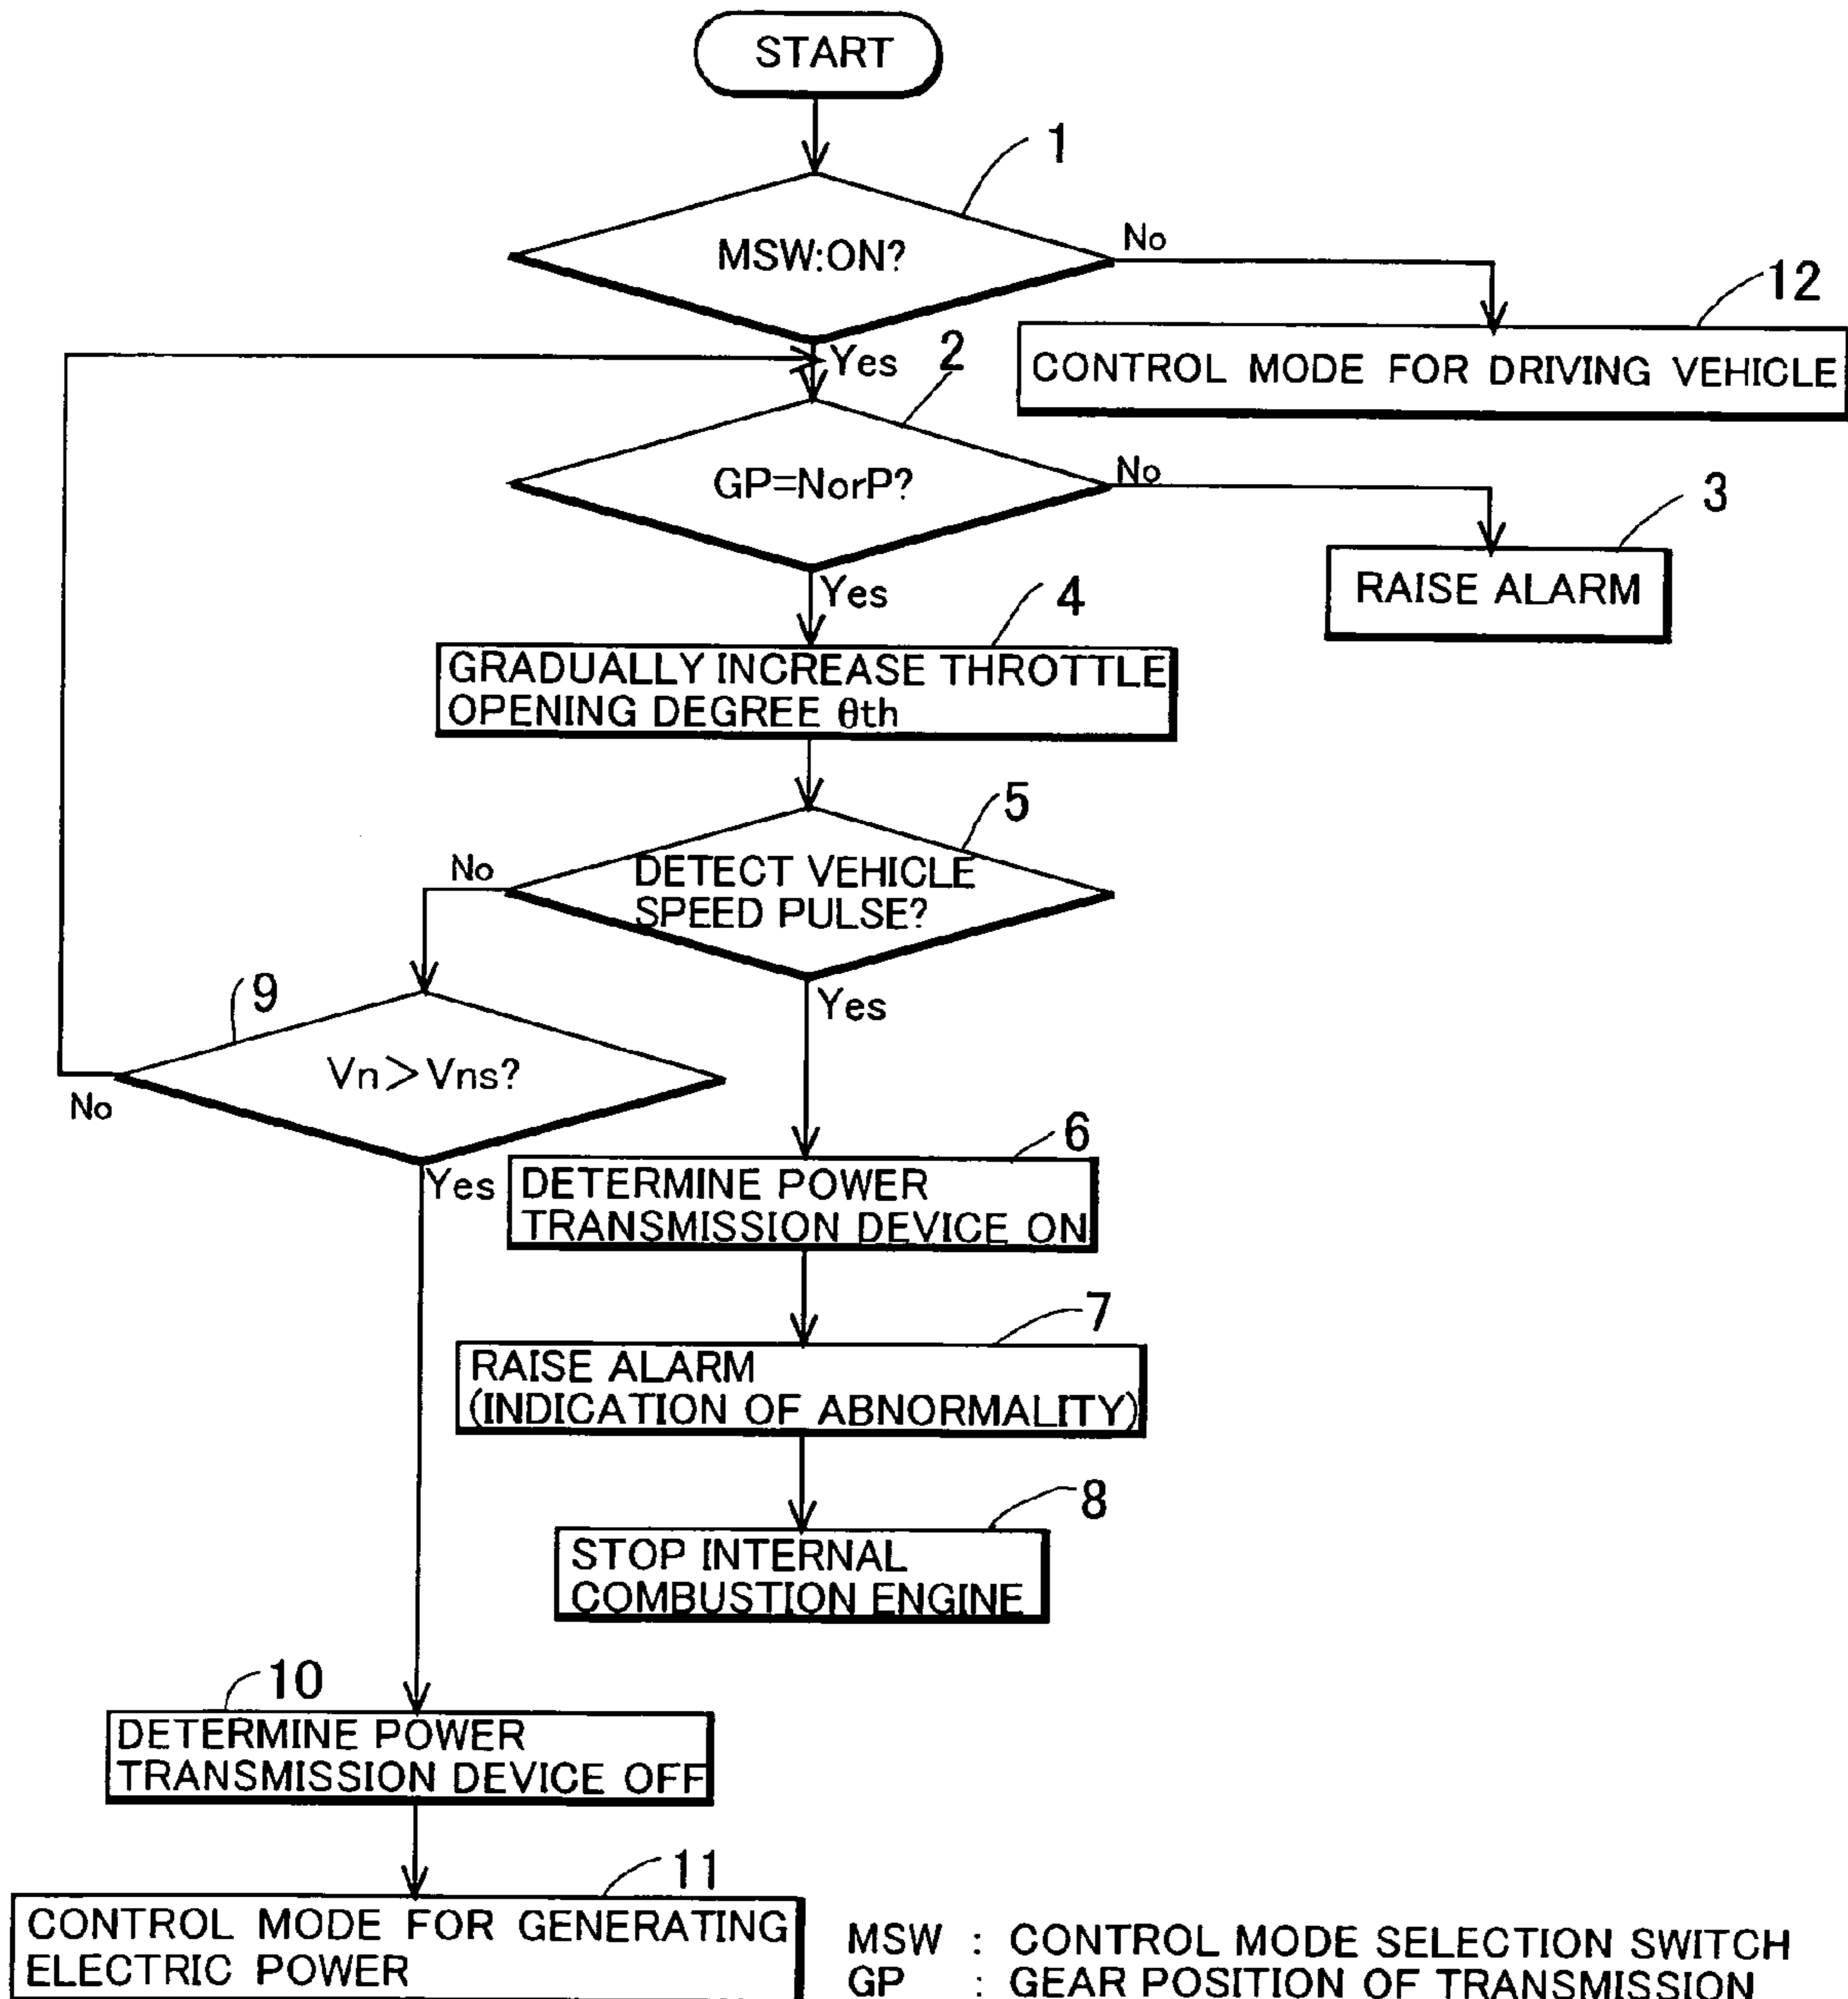 START
1
MSW:ON?
No
12
CONTROL MODE FOR DRIVING VEHICLE
Yes
2
GP=NorP?
No
3
RAISE ALARM
Yes
4
GRADUALLY INCREASE THROTTLE
OPENING DEGREE θth
5
No
DETECT VEHICLE
SPEED PULSE?
Yes
9
Vn>Vns?
No
Yes
6
DETERMINE POWER
TRANSMISSION DEVICE ON
7
RAISE ALARM
(INDICATION OF ABNORMALITY)
8
STOP INTERNAL
COMBUSTION ENGINE
10
DETERMINE POWER
TRANSMISSION DEVICE OFF
11
CONTROL MODE FOR GENERATING
ELECTRIC POWER
MSW : CONTROL MODE SELECTION SWITCH
GP : GEAR POSITION OF TRANSMISSION